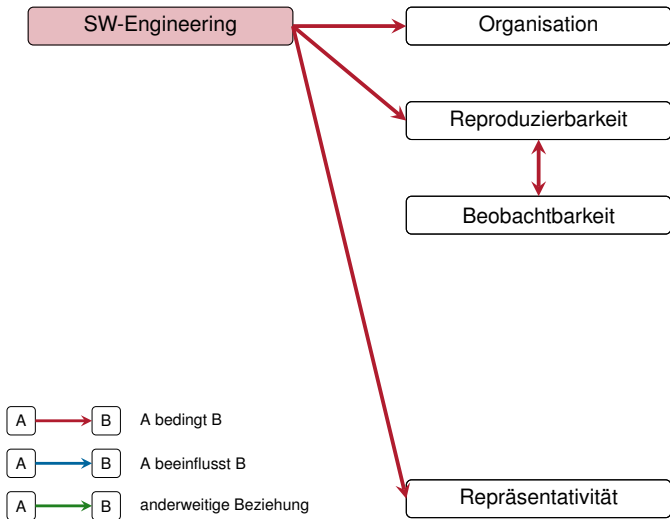 SW-Engineering
Organisation
Reproduzierbarkeit
Beobachtbarkeit
A B A bedingt B
A B A beeinflusst B
A B anderweitige Beziehung
Repräsentativität